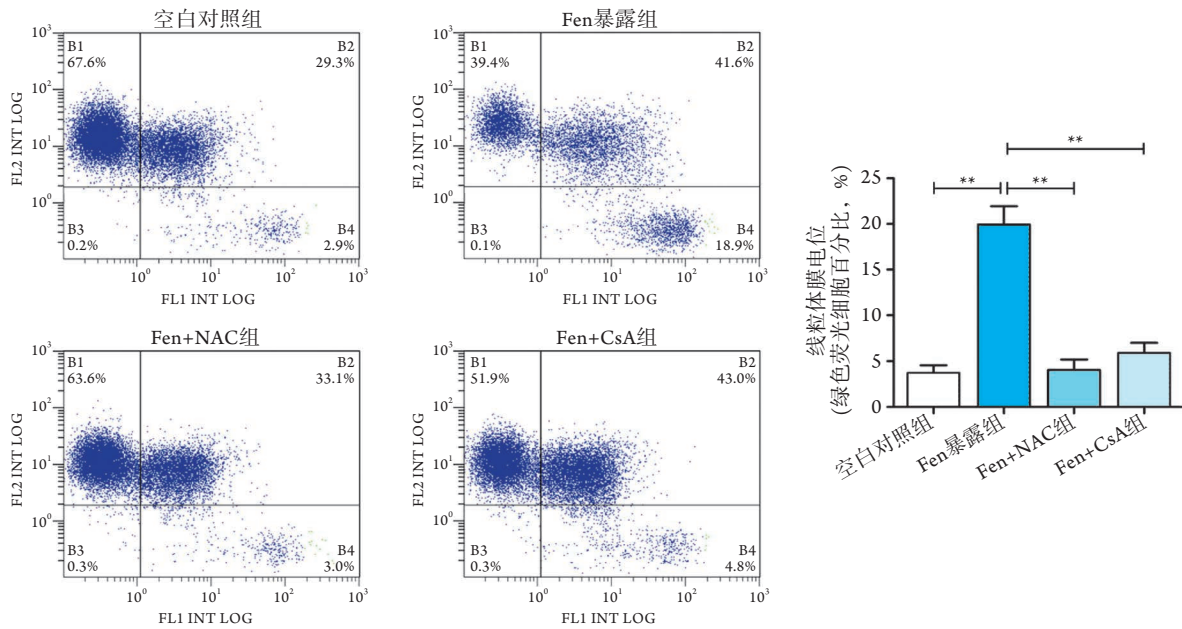 空白对照组
10³
10²
10¹
10⁰
FL2 INT LOG
B1
67.6%
B2
29.3%
B3
0.2%
B4
2.9%
10⁰
10¹
10²
10³
FL1 INT LOG
Fen暴露组
10³
10²
10¹
10⁰
FL2 INT LOG
B1
39.4%
B2
41.6%
B3
0.1%
B4
18.9%
10⁰
10¹
10²
10³
FL1 INT LOG
Fen+NAC组
10³
10²
10¹
10⁰
FL2 INT LOG
B1
63.6%
B2
33.1%
B3
0.3%
B4
3.0%
10⁰
10¹
10²
10³
FL1 INT LOG
Fen+CsA组
10³
10²
10¹
10⁰
FL2 INT LOG
B1
51.9%
B2
43.0%
B3
0.3%
B4
4.8%
10⁰
10¹
10²
10³
FL1 INT LOG
线粒体膜电位
(绿色荧光细胞百分比，%)
25
20
15
10
5
0
**
**
**
空白对照组
Fen暴露组
Fen+NAC组
Fen+CsA组